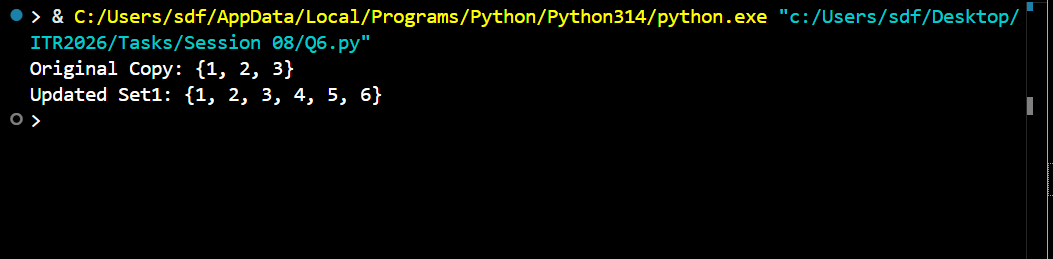 > & C:/Users/sdf/AppData/Local/Programs/Python/Python314/python.exe "c:/Users/sdf/Desktop/
ITR2026/Tasks/Session 08/Q6.py"
Original Copy: {1, 2, 3}
Updated Set1: {1, 2, 3, 4, 5, 6}
>